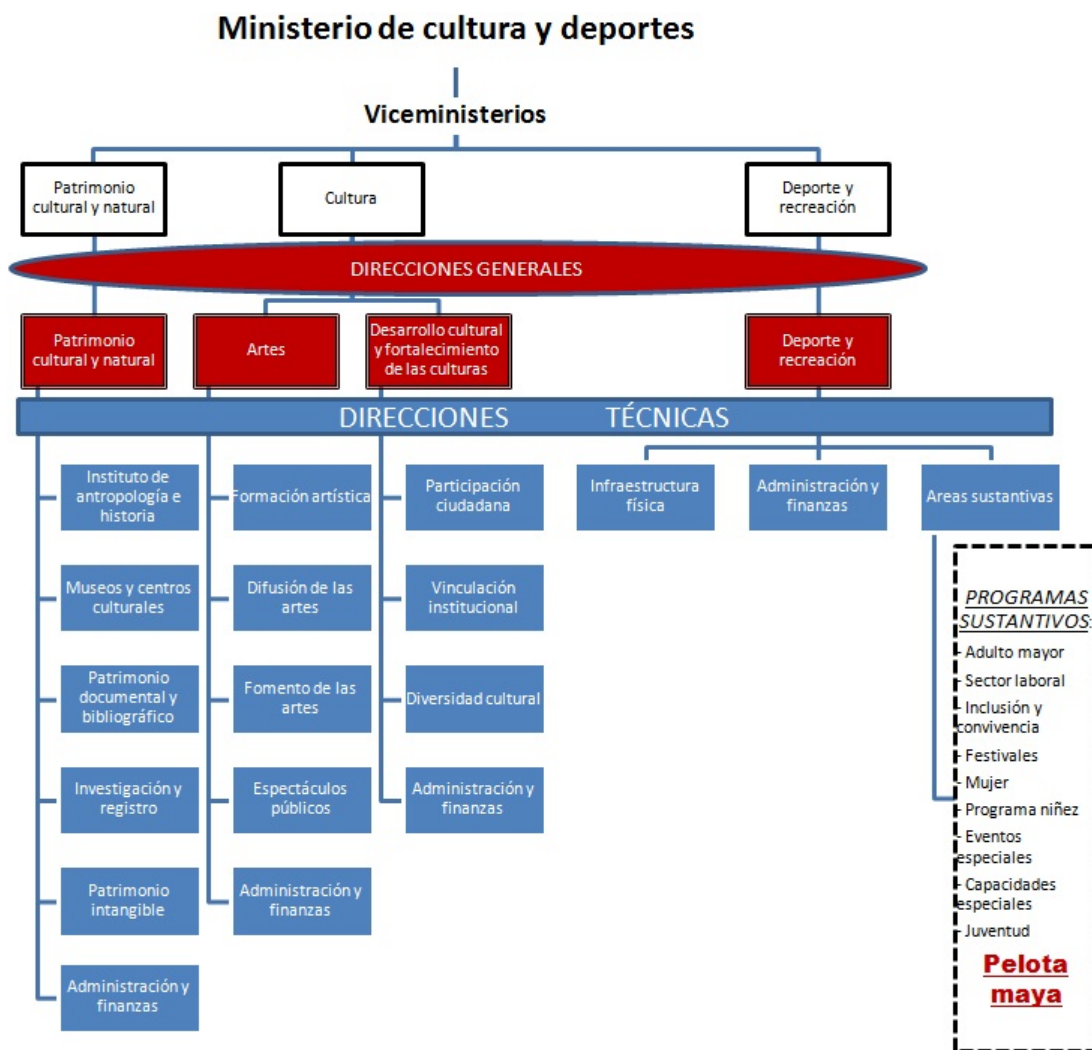 Ministerio de cultura y deportes
Viceministerios
Patrimonio
cultural y natural
Cultura
Deporte y
recreación
DIRECCIONES GENERALES
Patrimonio
cultural y natural
Artes
Desarrollo cultural
y fortalecimiento
de las culturas
Deporte y
recreación
DIRECCIONES TÉCNICAS
Instituto de
antropología e
historia
Museos y centros
culturales
Patrimonio
documental y
bibliográfico
Investigación y
registro
Patrimonio
intangible
Administración y
finanzas
Formación artística
Difusión de las
artes
Fomento de las
artes
Espectáculos
públicos
Administración y
finanzas
Participación
ciudadana
Vinculación
institucional
Diversidad cultural
Administración y
finanzas
Infraestructura
física
Administración y
finanzas
Areas sustantivas
PROGRAMAS
SUSTANTIVOS:
- Adulto mayor
- Sector laboral
- Inclusión y
convivencia
- Festivales
- Mujer
- Programa niñez
- Eventos
especiales
- Capacidades
especiales
- Juventud
Pelota
maya